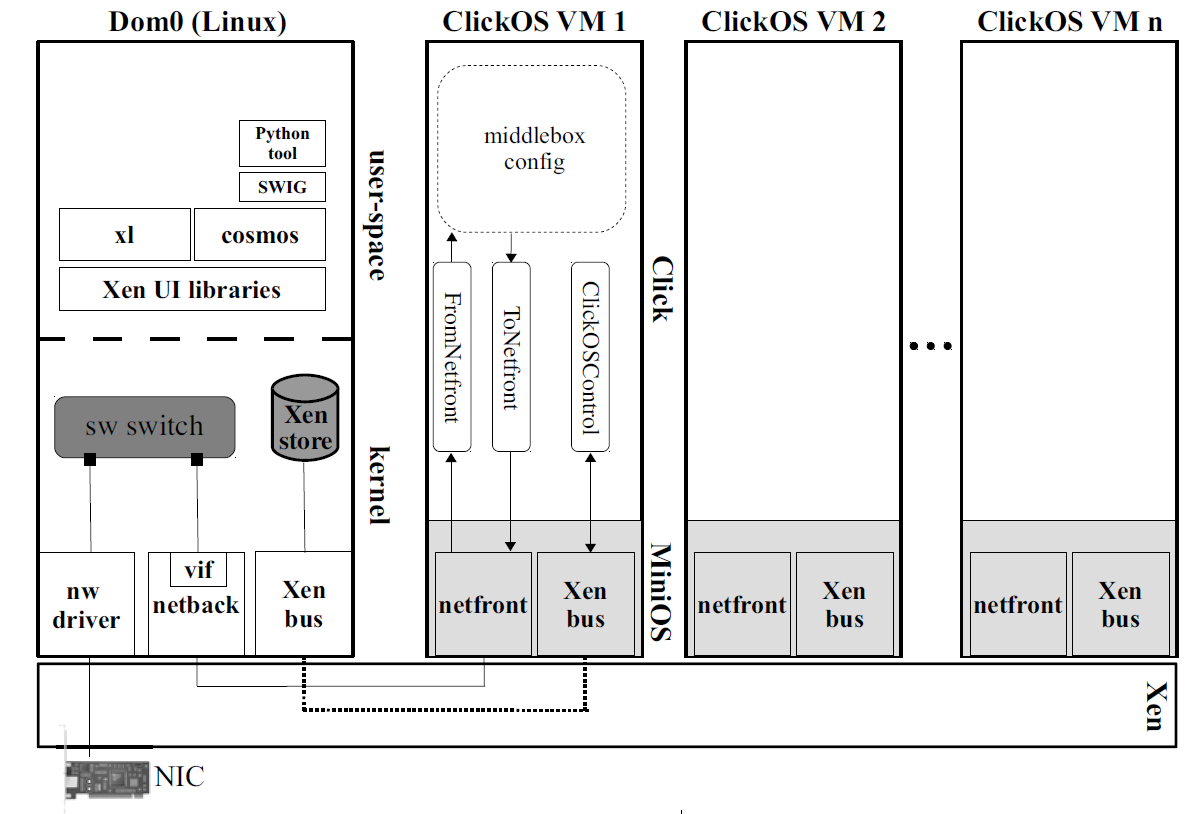 Dom0 (Linux)
ClickOS VM 1
ClickOS VM 2
ClickOS VM n
Python
tool
SWIG
xl
cosmos
Xen UI libraries
user-space
sw switch
Xen
store
kernel
nw
driver
vif
netback
Xen
bus
middlebox
config
FromNetfront
ToNetfront
ClickOSControl
Click
netfront
Xen
bus
MiniOS
netfront
Xen
bus
netfront
Xen
bus
Xen
NIC